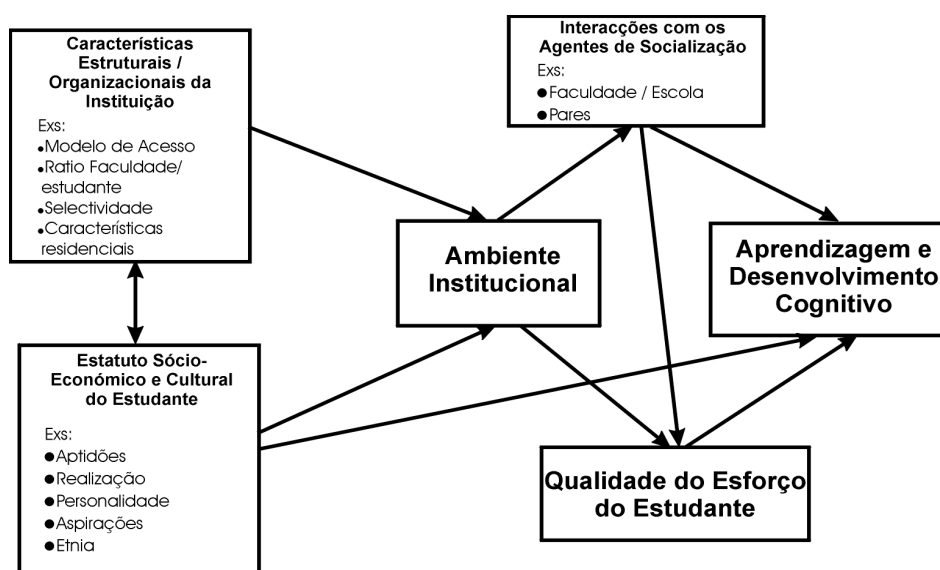 Características
Estruturais /
Organizacionais da
Instituição
Exs:
●Modelo de Acesso
●Ratio Faculdade/
estudante
●Selectividade
●Características
residenciais
Estatuto Sócio-
Económico e Cultural
do Estudante
Exs:
●Aptidões
●Realização
●Personalidade
●Aspirações
●Etnia
Ambiente
Institucional
Interacções com os
Agentes de Socialização
Exs:
●Faculdade / Escola
●Pares
Aprendizagem e
Desenvolvimento
Cognitivo
Qualidade do Esforço
do Estudante